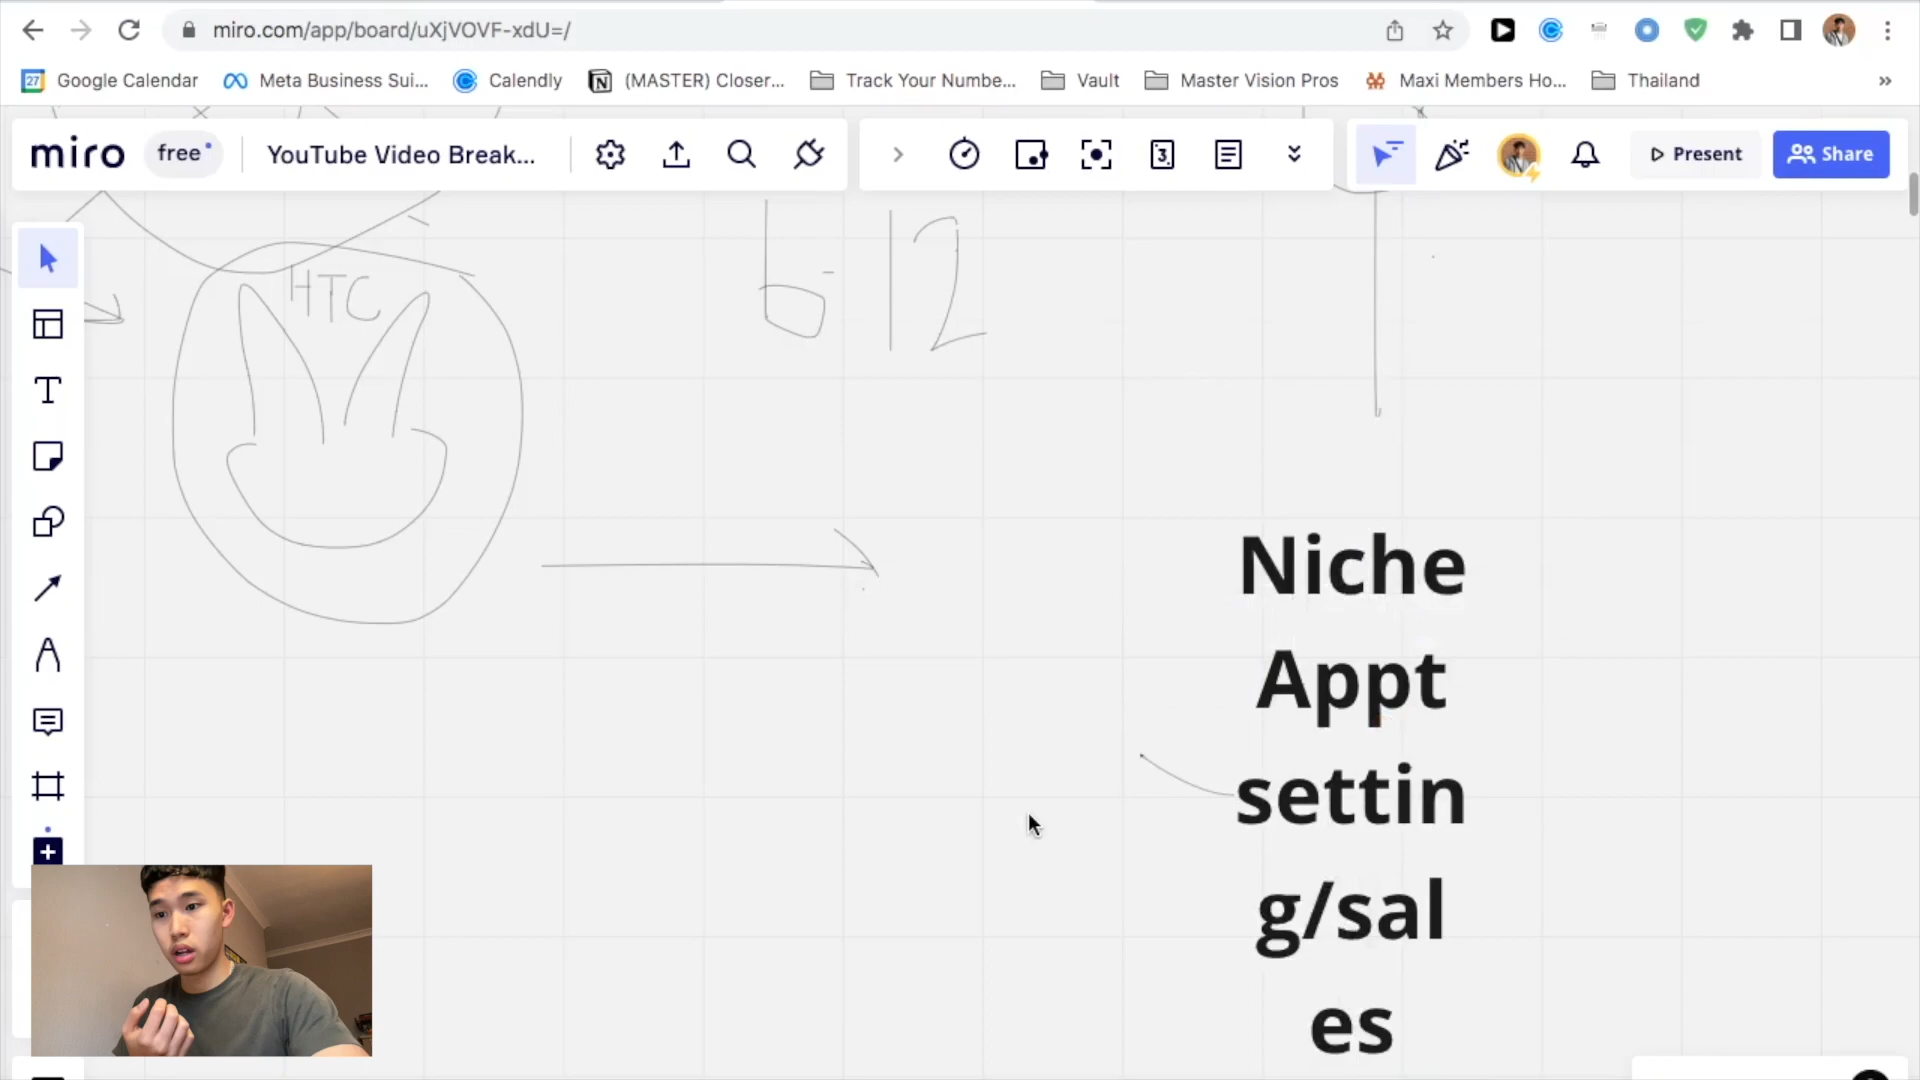 miro.com/app/board/uXjVOVF-xdU=/
27 Google Calendar Meta Business Sui... Calendly (MASTER) Closer... Track Your Numbe... Vault Master Vision Pros Maxi Members Ho... Thailand »
miro free YouTube Video Break... 3 Present Share
HTC
6-12
Niche
Appt
settin
g/sal
es